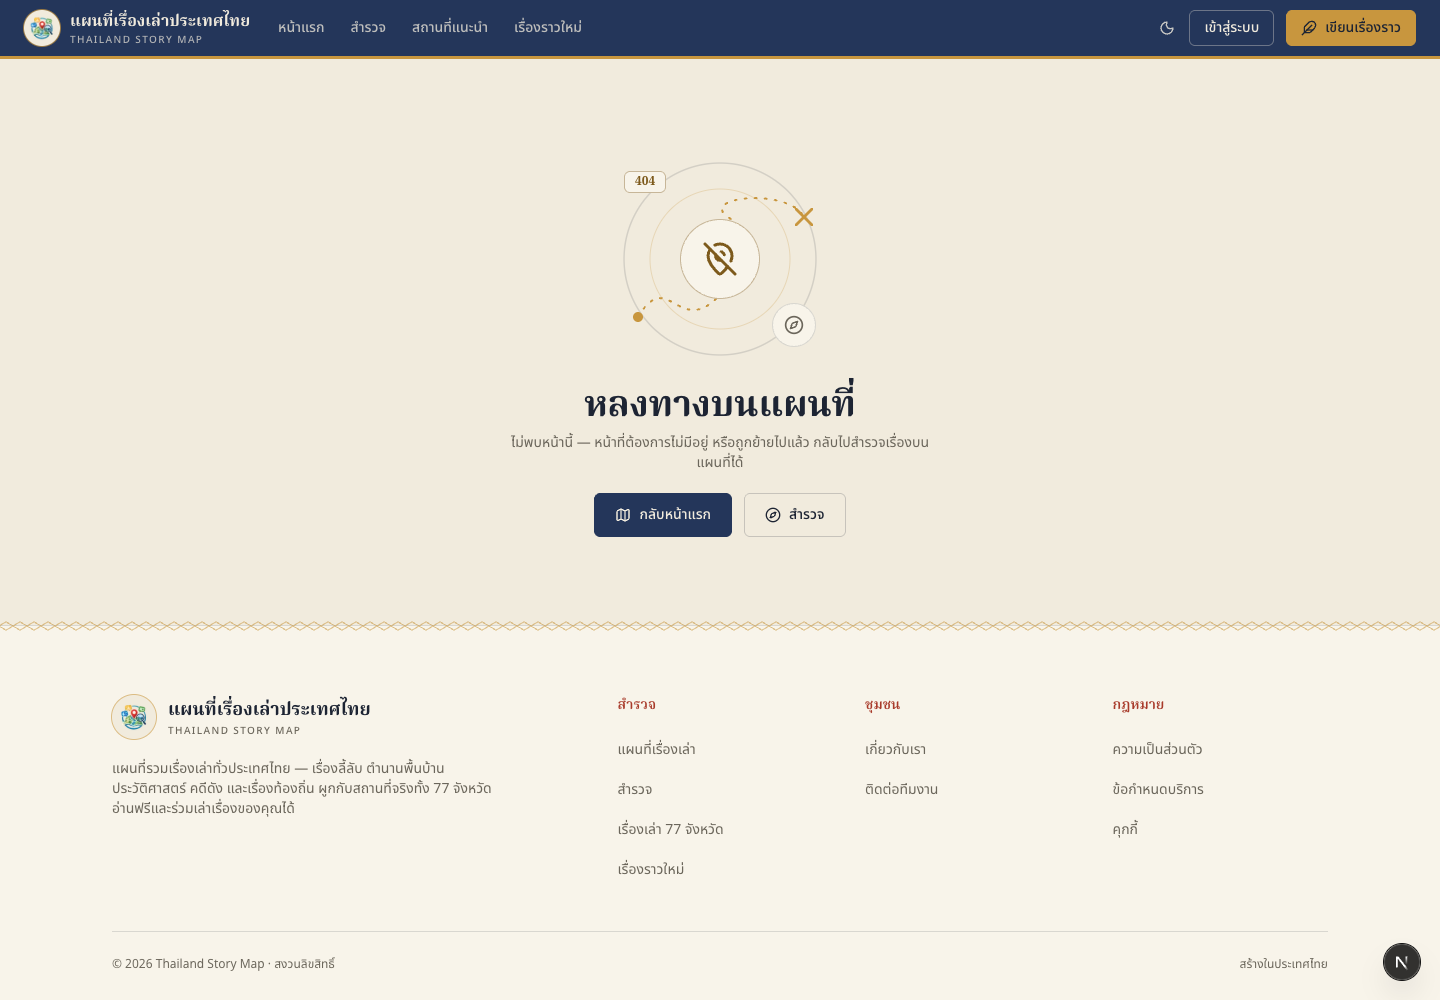 แผนที่เรื่องเล่าประเทศไทย
THAILAND STORY MAP
หน้าแรก
สำรวจ
สถานที่แนะนำ
เรื่องราวใหม่
เข้าสู่ระบบ
เขียนเรื่องราว
404
หลงทางบนแผนที่
ไม่พบหน้านี้ — หน้าที่ต้องการไม่มีอยู่ หรือถูกย้ายไปแล้ว กลับไปสำรวจเรื่องบน
แผนที่ได้
กลับหน้าแรก
สำรวจ
แผนที่เรื่องเล่าประเทศไทย
THAILAND STORY MAP
แผนที่รวมเรื่องเล่าทั่วประเทศไทย — เรื่องลี้ลับ ตำนานพื้นบ้าน
ประวัติศาสตร์ คดีดัง และเรื่องท้องถิ่น ผูกกับสถานที่จริงทั้ง 77 จังหวัด
อ่านฟรีและร่วมเล่าเรื่องของคุณได้
สำรวจ
แผนที่เรื่องเล่า
สำรวจ
เรื่องเล่า 77 จังหวัด
เรื่องราวใหม่
ชุมชน
เกี่ยวกับเรา
ติดต่อทีมงาน
กฎหมาย
ความเป็นส่วนตัว
ข้อกำหนดบริการ
คุกกี้
© 2026 Thailand Story Map · สงวนลิขสิทธิ์
สร้างในประเทศไทย
N